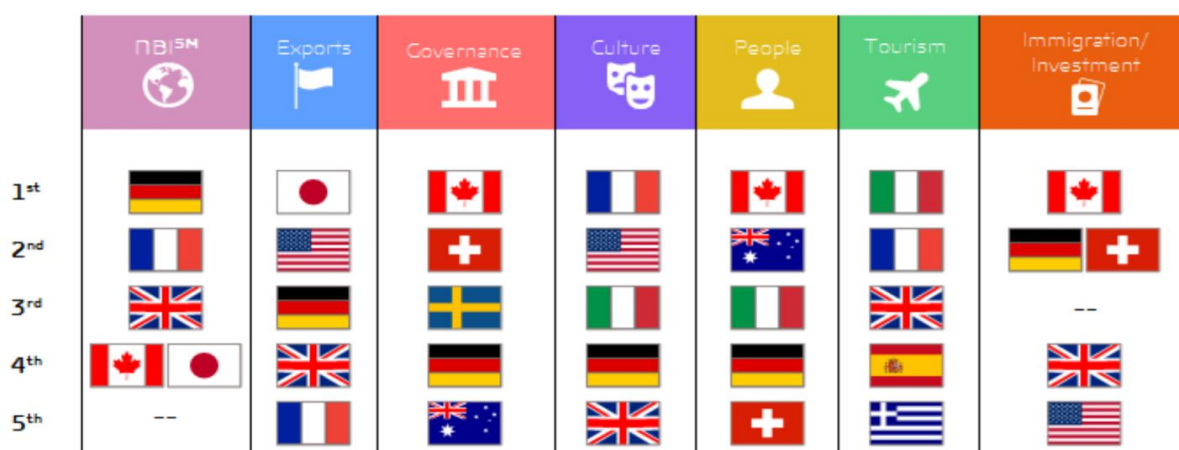 NBI℠
Exports
Governance
Culture
People
Tourism
Immigration/
Investment
1st
2nd
3rd
--
4th
5th
--